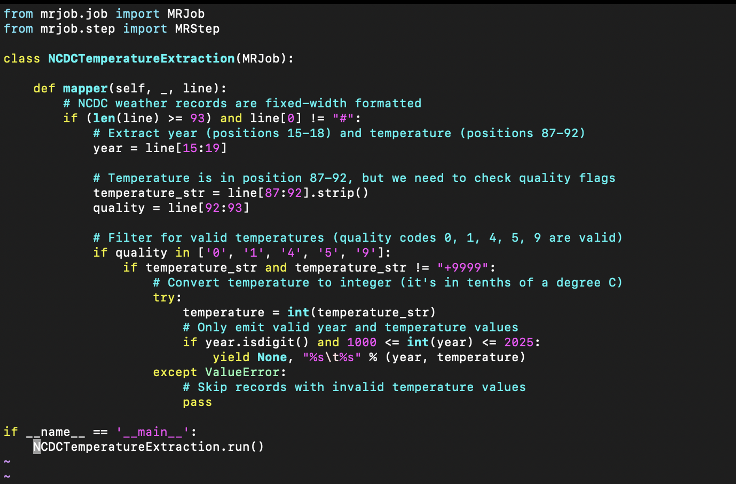 from mrjob.job import MRJob
from mrjob.step import MRStep

class NCDCTemperatureExtraction(MRJob):

    def mapper(self, _, line):
        # NCDC weather records are fixed-width formatted
        if (len(line) >= 93) and line[0] != "#":
            # Extract year (positions 15-18) and temperature (positions 87-92)
            year = line[15:19]

            # Temperature is in position 87-92, but we need to check quality flags
            temperature_str = line[87:92].strip()
            quality = line[92:93]

            # Filter for valid temperatures (quality codes 0, 1, 4, 5, 9 are valid)
            if quality in ['0', '1', '4', '5', '9']:
                if temperature_str and temperature_str != "+9999":
                    # Convert temperature to integer (it's in tenths of a degree C)
                    try:
                        temperature = int(temperature_str)
                        # Only emit valid year and temperature values
                        if year.isdigit() and 1000 <= int(year) <= 2025:
                            yield None, "%s\t%s" % (year, temperature)
                    except ValueError:
                        # Skip records with invalid temperature values
                        pass

if __name__ == '__main__':
    NCDCTemperatureExtraction.run()
~
~